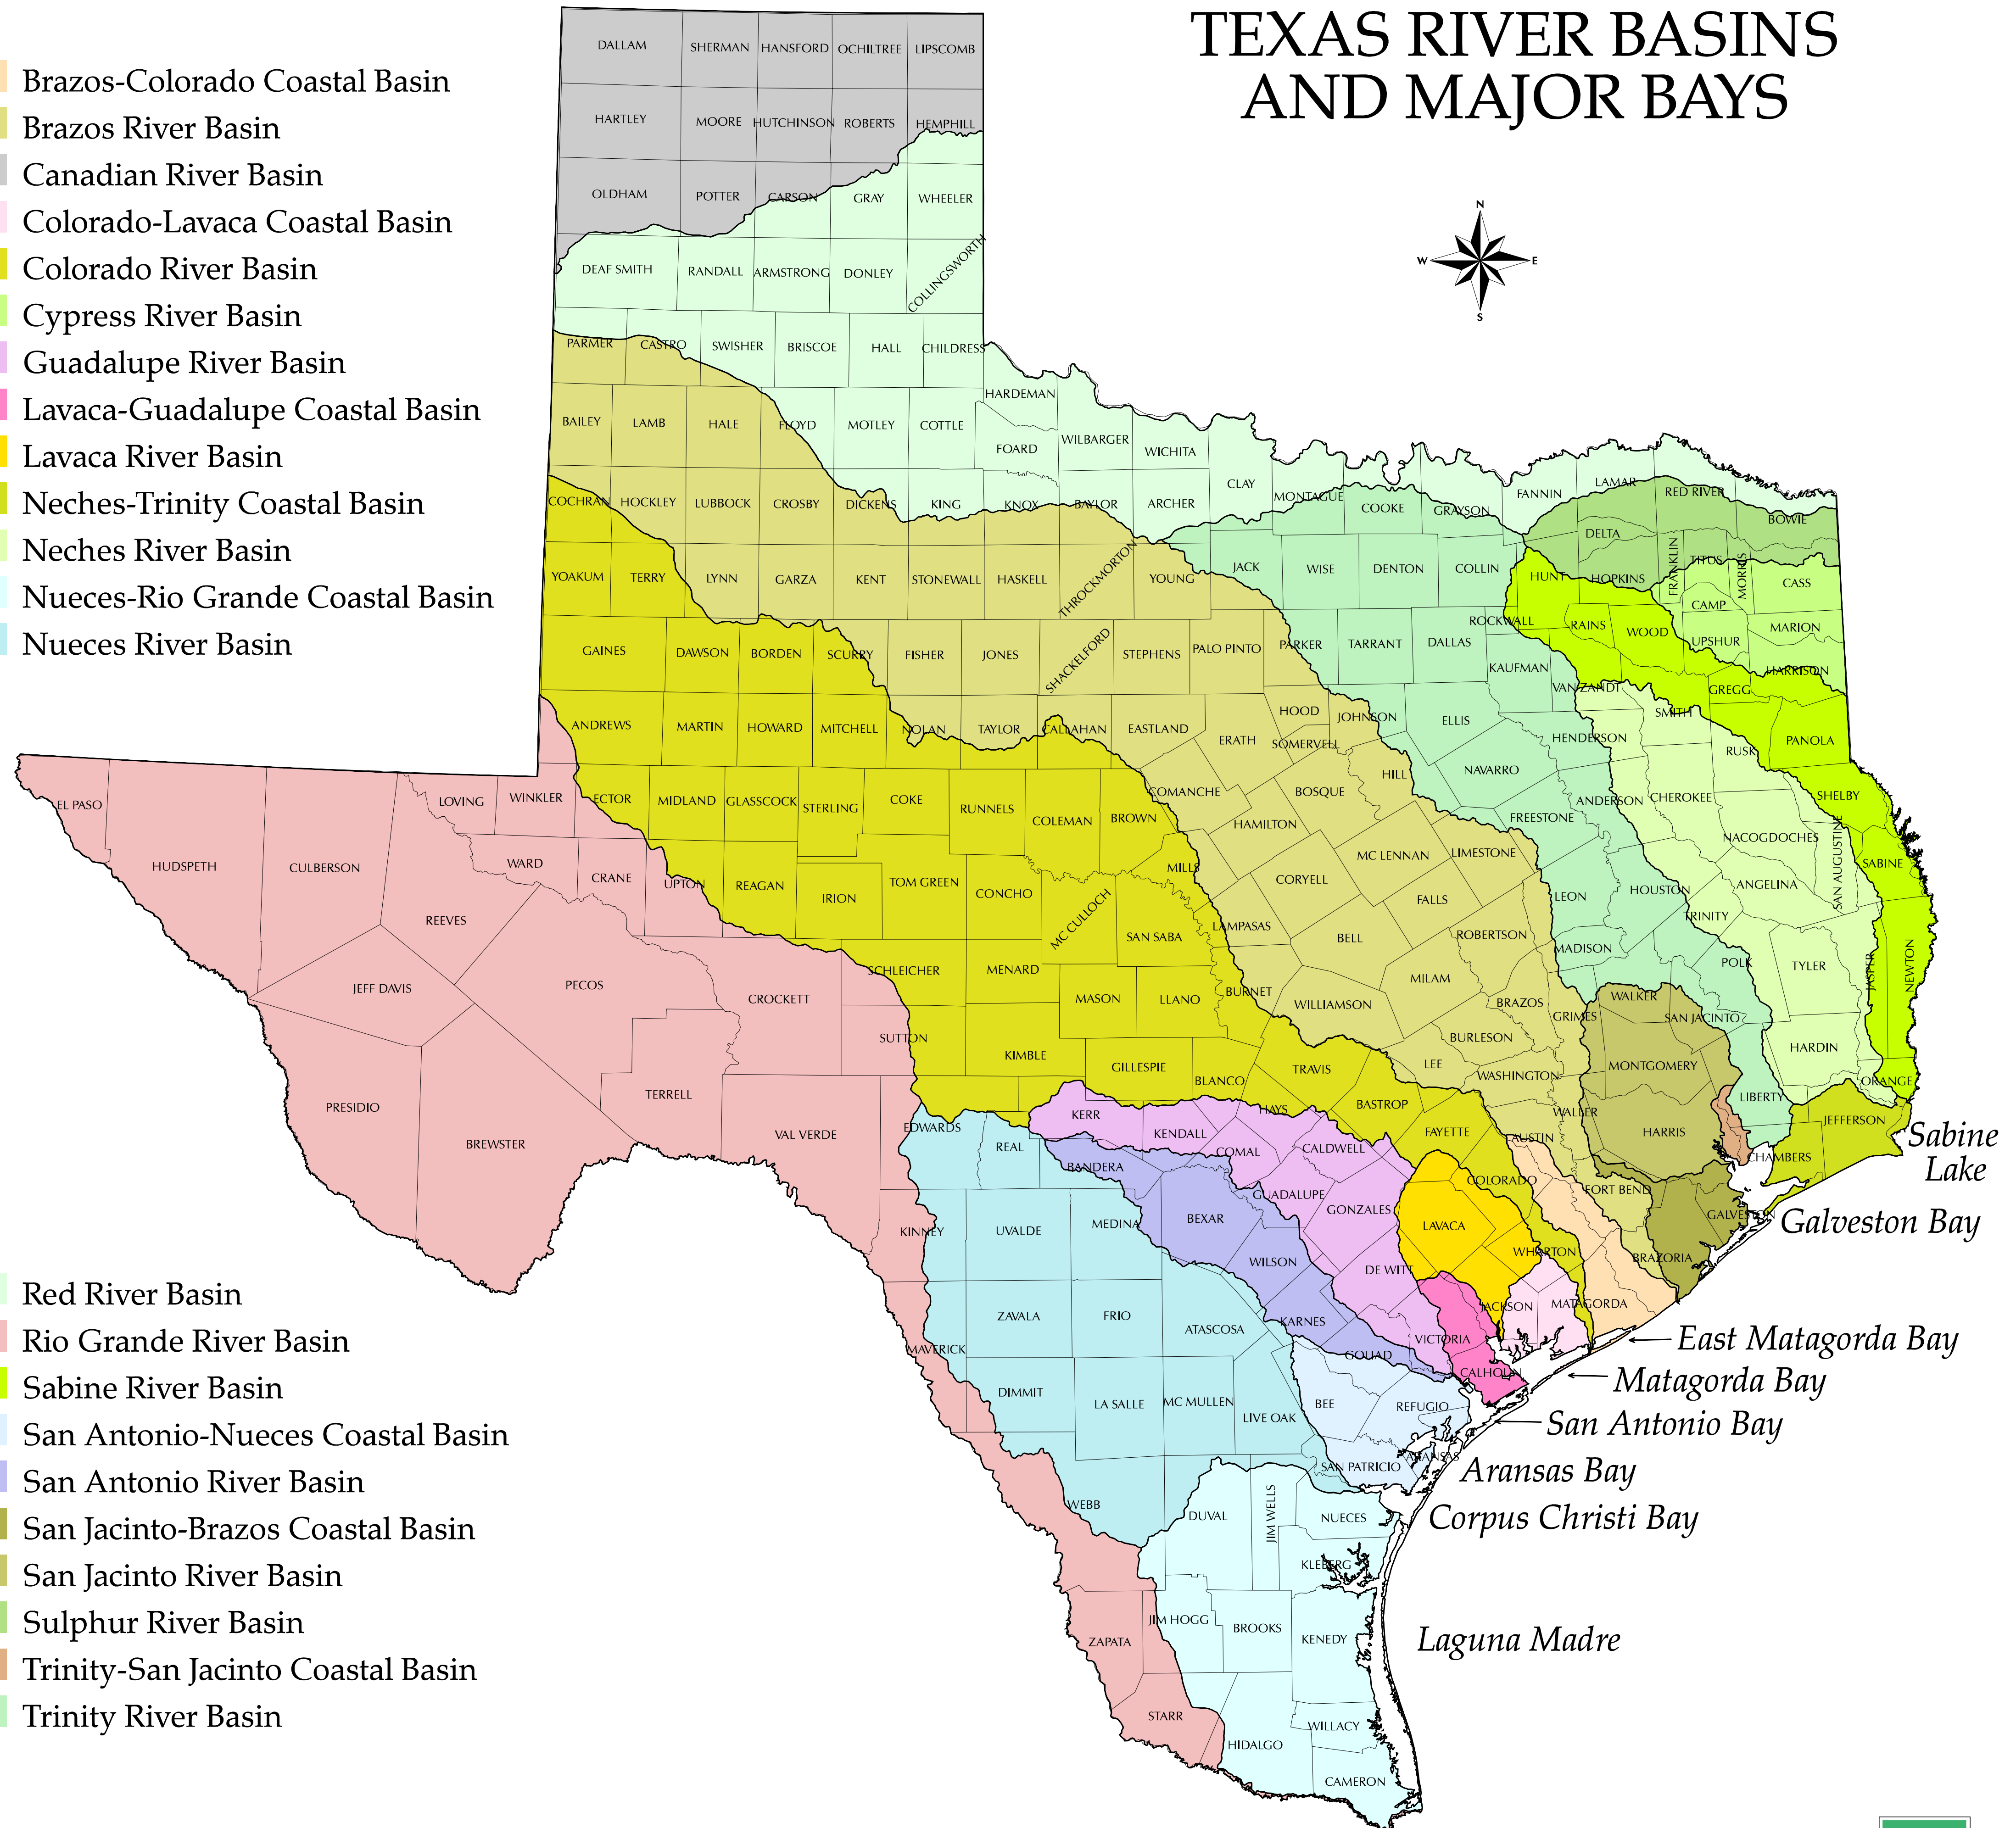 TEXAS RIVER BASINS
AND MAJOR BAYS
Brazos-Colorado Coastal Basin
Brazos River Basin
Canadian River Basin
Colorado-Lavaca Coastal Basin
Colorado River Basin
Cypress River Basin
Guadalupe River Basin
Lavaca-Guadalupe Coastal Basin
Lavaca River Basin
Neches-Trinity Coastal Basin
Neches River Basin
Nueces-Rio Grande Coastal Basin
Nueces River Basin
Red River Basin
Rio Grande River Basin
Sabine River Basin
San Antonio-Nueces Coastal Basin
San Antonio River Basin
San Jacinto-Brazos Coastal Basin
San Jacinto River Basin
Sulphur River Basin
Trinity-San Jacinto Coastal Basin
Trinity River Basin
N
W
E
S
DALLAM
SHERMAN
HANSFORD
OCHILTREE
LIPSCOMB
HARTLEY
MOORE
HUTCHINSON
ROBERTS
HEMPHILL
OLDHAM
POTTER
CARSON
GRAY
WHEELER
DEAF SMITH
RANDALL
ARMSTRONG
DONLEY
COLLINGSWORTH
PARMER
CASTRO
SWISHER
BRISCOE
HALL
CHILDRESS
HARDEMAN
BAILEY
LAMB
HALE
FLOYD
MOTLEY
COTTLE
FOARD
WILBARGER
WICHITA
CLAY
MONTAGUE
COOKE
GRAYSON
FANNIN
LAMAR
RED RIVER
BOWIE
COCHRAN
HOCKLEY
LUBBOCK
CROSBY
DICKENS
KING
KNOX
BAYLOR
ARCHER
DELTA
HOPKINS
FRANKLIN
TITUS
MORRIS
CASS
YOAKUM
TERRY
LYNN
GARZA
KENT
STONEWALL
HASKELL
THROCKMORTON
YOUNG
JACK
WISE
DENTON
COLLIN
HUNT
CAMP
MARION
GAINES
DAWSON
BORDEN
SCURRY
FISHER
JONES
SHACKELFORD
STEPHENS
PALO PINTO
PARKER
TARRANT
DALLAS
ROCKWALL
KAUFMAN
RAINS
WOOD
UPSHUR
HARRISON
ANDREWS
MARTIN
HOWARD
MITCHELL
NOLAN
TAYLOR
CALLAHAN
EASTLAND
ERATH
HOOD
SOMERVELL
JOHNSON
ELLIS
VAN ZANDT
HENDERSON
SMITH
GREGG
RUSK
PANOLA
EL PASO
HUDSPETH
CULBERSON
LOVING
WINKLER
ECTOR
MIDLAND
GLASSCOCK
STERLING
COKE
RUNNELS
COLEMAN
BROWN
COMANCHE
HAMILTON
BOSQUE
HILL
NAVARRO
FREESTONE
ANDERSON
CHEROKEE
NACOGDOCHES
SHELBY
REEVES
WARD
CRANE
UPTON
REAGAN
IRION
TOM GREEN
CONCHO
MC CULLOCH
SAN SABA
MILLS
LAMPASAS
CORYELL
MC LENNAN
LIMESTONE
FALLS
LEON
HOUSTON
ANGELINA
SAN AUGUSTINE
SABINE
JEFF DAVIS
PECOS
CROCKETT
SCHLEICHER
MENARD
MASON
LLANO
BURNET
BELL
WILLIAMSON
MILAM
ROBERTSON
BRAZOS
MADISON
GRIMES
WALKER
TRINITY
POLK
SAN JACINTO
TYLER
JASPER
NEWTON
PRESIDIO
BREWSTER
TERRELL
VAL VERDE
SUTTON
KIMBLE
GILLESPIE
BLANCO
TRAVIS
LEE
BURLESON
WASHINGTON
MONTGOMERY
LIBERTY
HARDIN
ORANGE
EDWARDS
REAL
KERR
KENDALL
HAYS
COMAL
CALDWELL
BASTROP
FAYETTE
AUSTIN
WALLER
HARRIS
CHAMBERS
JEFFERSON
KINNEY
UVALDE
MEDINA
BANDERA
BEXAR
GUADALUPE
GONZALES
LAVACA
COLORADO
FORT BEND
GALVESTON
BRAZORIA
WHARTON
MAVERICK
ZAVALA
FRIO
ATASCOSA
WILSON
KARNES
DE WITT
VICTORIA
JACKSON
MATAGORDA
GOLIAD
CALHOUN
DIMMIT
LA SALLE
MC MULLEN
LIVE OAK
BEE
REFUGIO
ARANSAS
SAN PATRICIO
WEBB
DUVAL
JIM WELLS
NUECES
KLEBERG
ZAPATA
JIM HOGG
BROOKS
KENEDY
STARR
HIDALGO
WILLACY
CAMERON
Sabine
Lake
Galveston Bay
East Matagorda Bay
Matagorda Bay
San Antonio Bay
Aransas Bay
Corpus Christi Bay
Laguna Madre